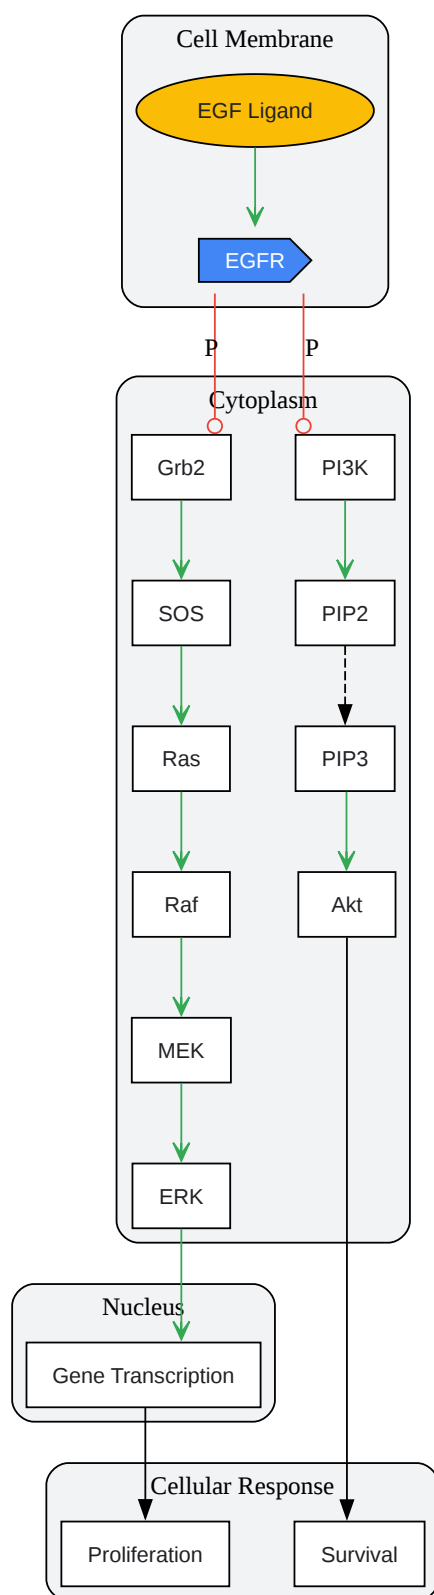 Cell Membrane
EGF Ligand
EGFR
P
P
Cytoplasm
Grb2
PI3K
SOS
PIP2
Ras
PIP3
Raf
Akt
MEK
ERK
Nucleus
Gene Transcription
Cellular Response
Proliferation
Survival